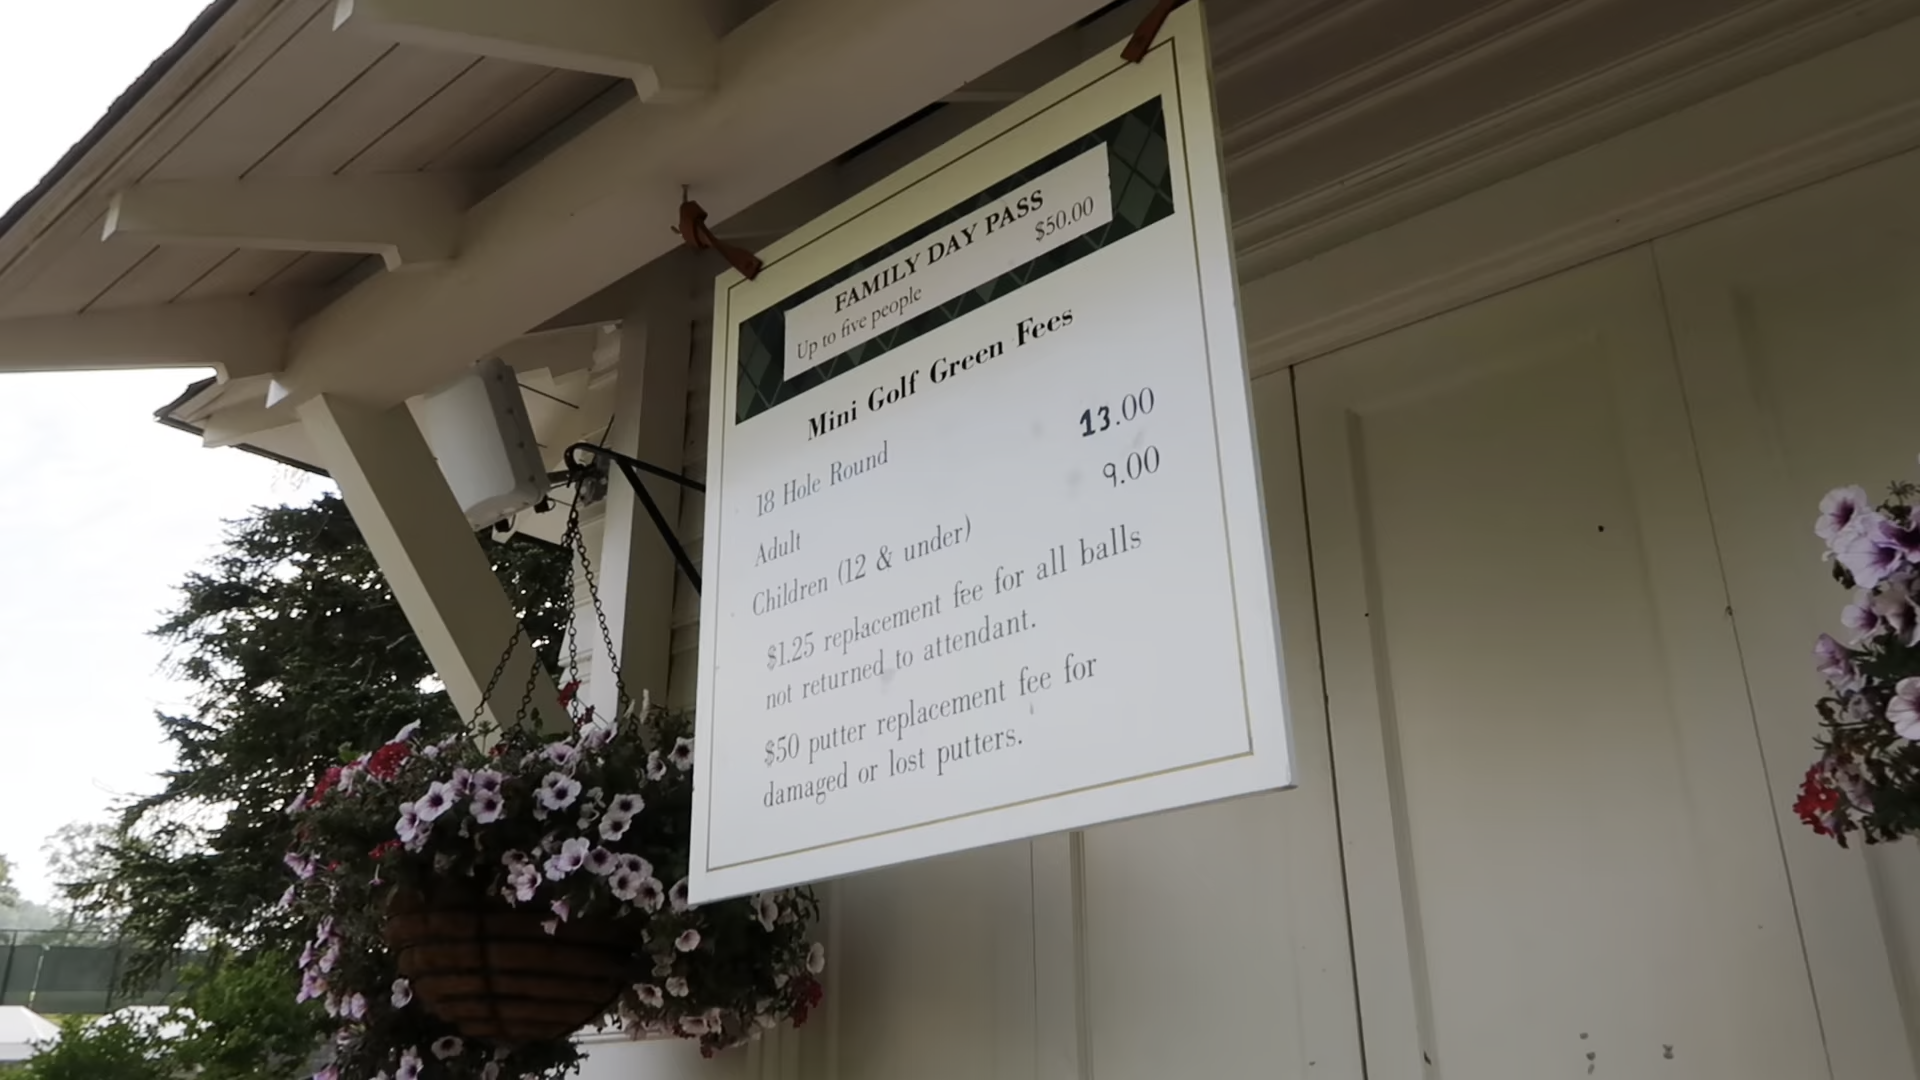 FAMILY DAY PASS
Up to five people $50.00
Mini Golf Green Fees
18 Hole Round
Adult 13.00
Children (12 & under) 9.00
$1.25 replacement fee for all balls
not returned to attendant.
$50 putter replacement fee for
damaged or lost putters.